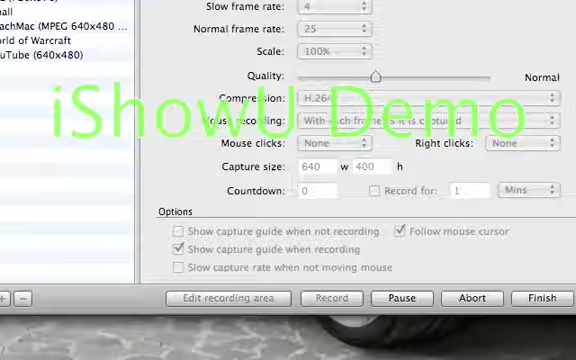 Slow frame rate: 4
Normal frame rate: 25
World of Warcraft
Scale: 100%
Quality: Normal
Compression: H.264
Mouse recording: With each frame as it is captured
iShowU Demo
Mouse clicks: None Right clicks: None
Capture size: 640 w 400 h
Countdown: 0 Record for: 1 Mins
Options
Show capture guide when not recording Follow mouse cursor
Show capture guide when recording
Slow capture rate when not moving mouse
Edit recording area Record Pause Abort Finish
eachMac (MPEG 640x480 ...
uTube (640x480)